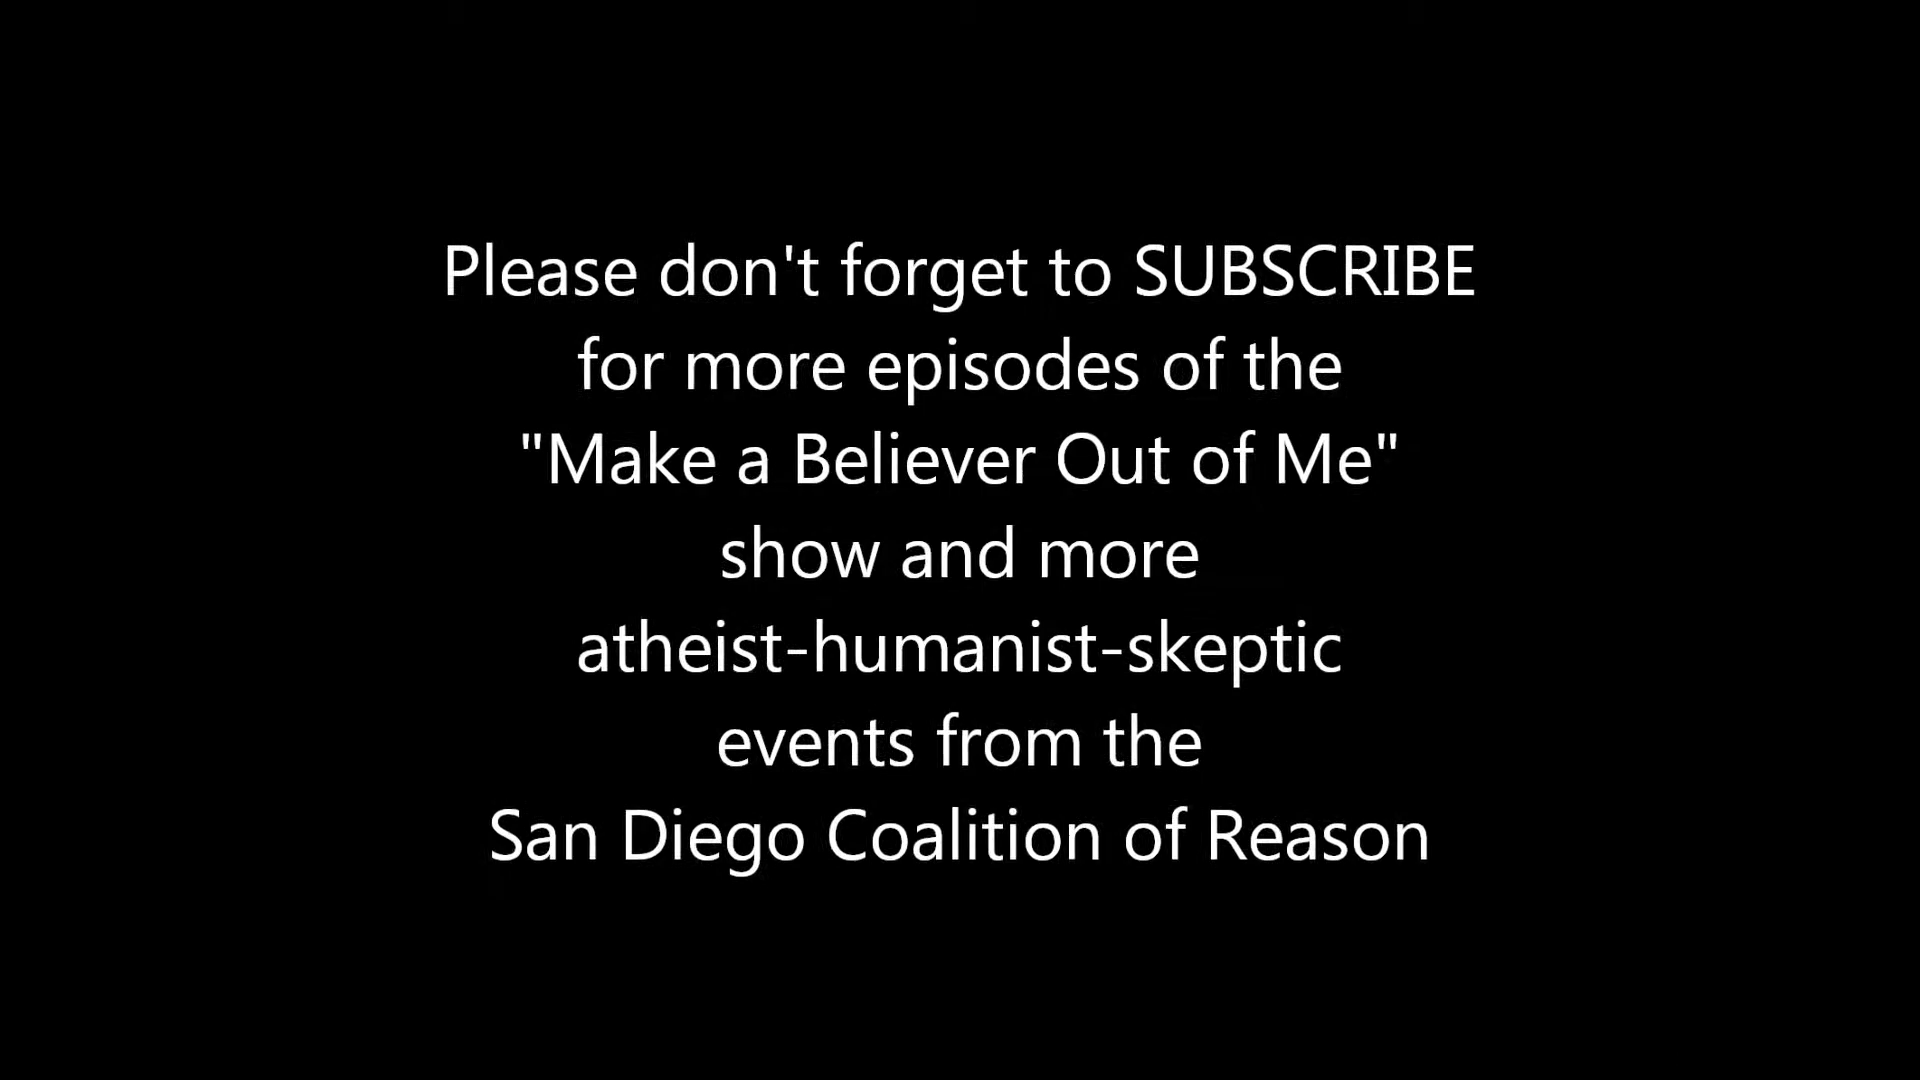 Please don't forget to SUBSCRIBE
for more episodes of the
"Make a Believer Out of Me"
show and more
atheist-humanist-skeptic
events from the
San Diego Coalition of Reason